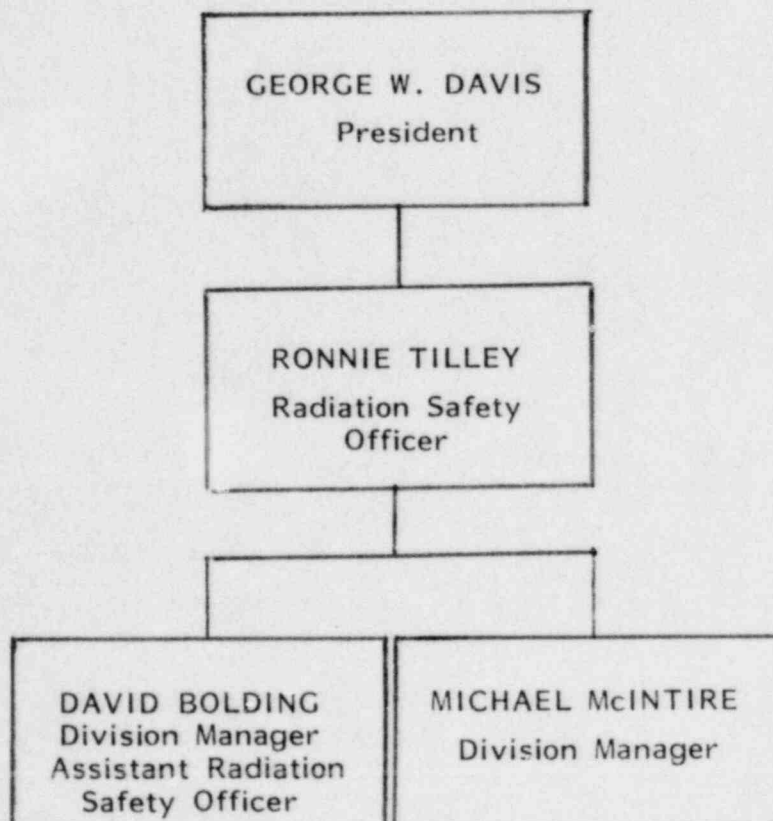 GEORGE W. DAVIS
President
RONNIE TILLEY
Radiation Safety
Officer
DAVID BOLDING
Division Manager
Assistant Radiation
Safety Officer
MICHAEL McINTIRE
Division Manager